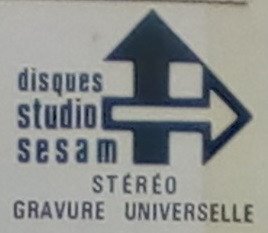 disques
studio
sesam
STÉRÉO
GRAVURE UNIVERSELLE